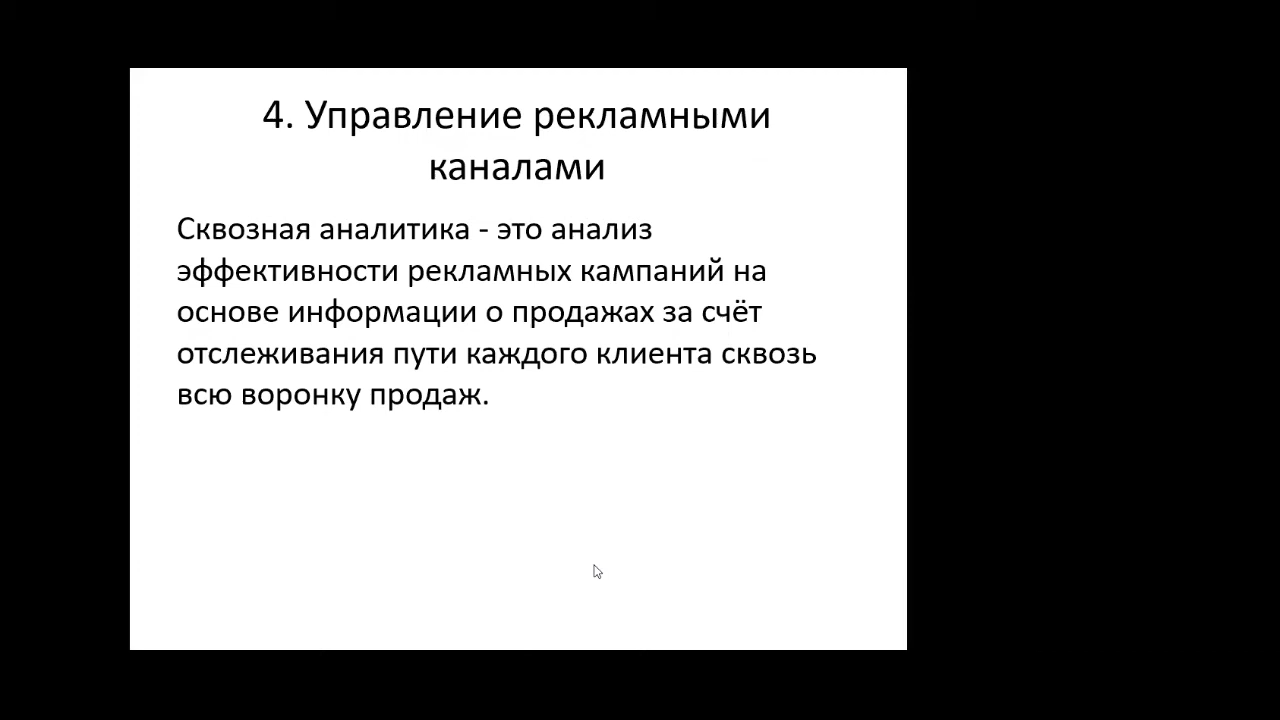 4. Управление рекламными
каналами
Сквозная аналитика - это анализ
эффективности рекламных кампаний на
основе информации о продажах за счёт
отслеживания пути каждого клиента сквозь
всю воронку продаж.